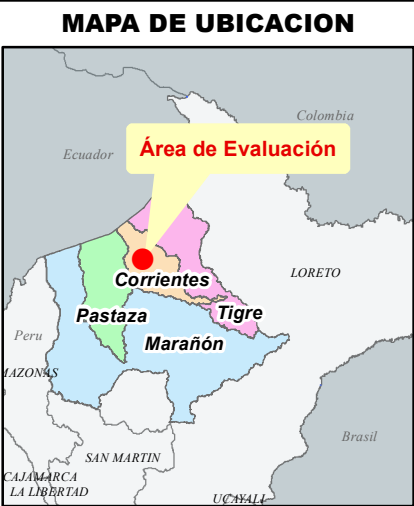 MAPA DE UBICACION
Colombia
Ecuador
Área de Evaluación
LORETO
Corrientes
Pastaza
Tigre
Peru
Marañón
MAZONAS
Brasil
SAN MARTIN
CAJAMARCA
LA LIBERTAD
UCAYALI